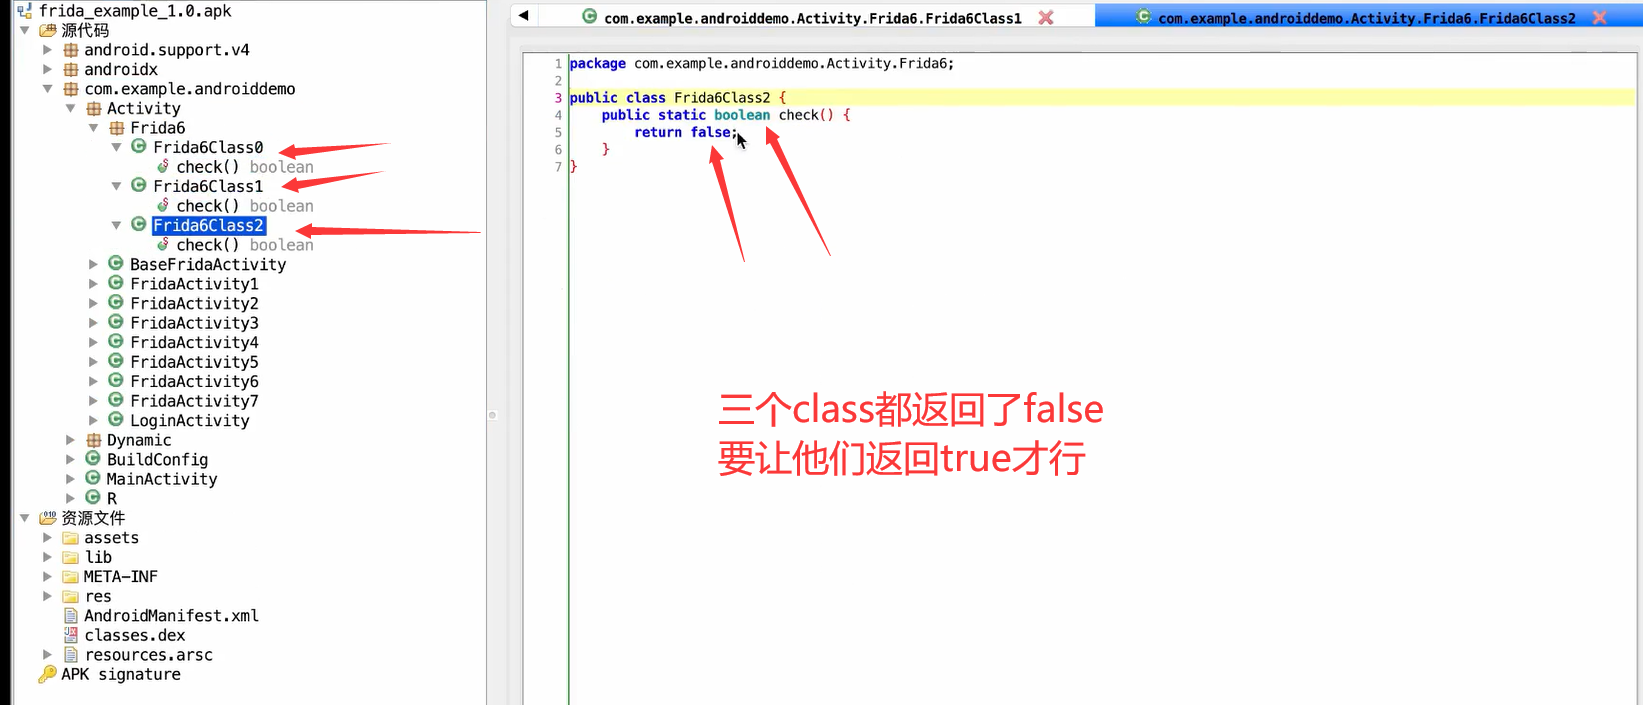 frida_example_1.0.apk
源代码
android.support.v4
androidx
com.example.androiddemo
Activity
Frida6
Frida6Class0
check() boolean
Frida6Class1
check() boolean
Frida6Class2
check() boolean
BaseFridaActivity
FridaActivity1
FridaActivity2
FridaActivity3
FridaActivity4
FridaActivity5
FridaActivity6
FridaActivity7
LoginActivity
Dynamic
BuildConfig
MainActivity
R
资源文件
assets
lib
META-INF
res
AndroidManifest.xml
classes.dex
resources.arsc
APK signature
com.example.androiddemo.Activity.Frida6.Frida6Class1
com.example.androiddemo.Activity.Frida6.Frida6Class2
1 package com.example.androiddemo.Activity.Frida6;
2
3 public class Frida6Class2 {
4 public static boolean check() {
5 return false;
6 }
7 }
三个class都返回了false
要让他们返回true才行